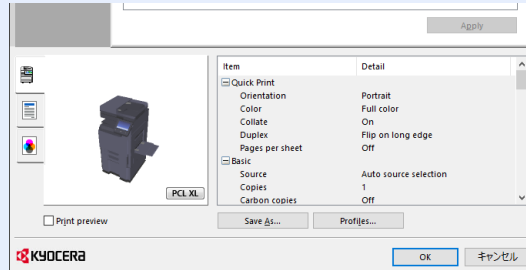 Apply
Item Detail
Quick Print
Orientation Portrait
Color Full color
Collate On
Duplex Flip on long edge
Pages per sheet Off
Basic
Source Auto source selection
Copies 1
Carbon copies Off
PCL XL
Print preview
Save As... Profiles...
KYOCERA
OK キャンセル